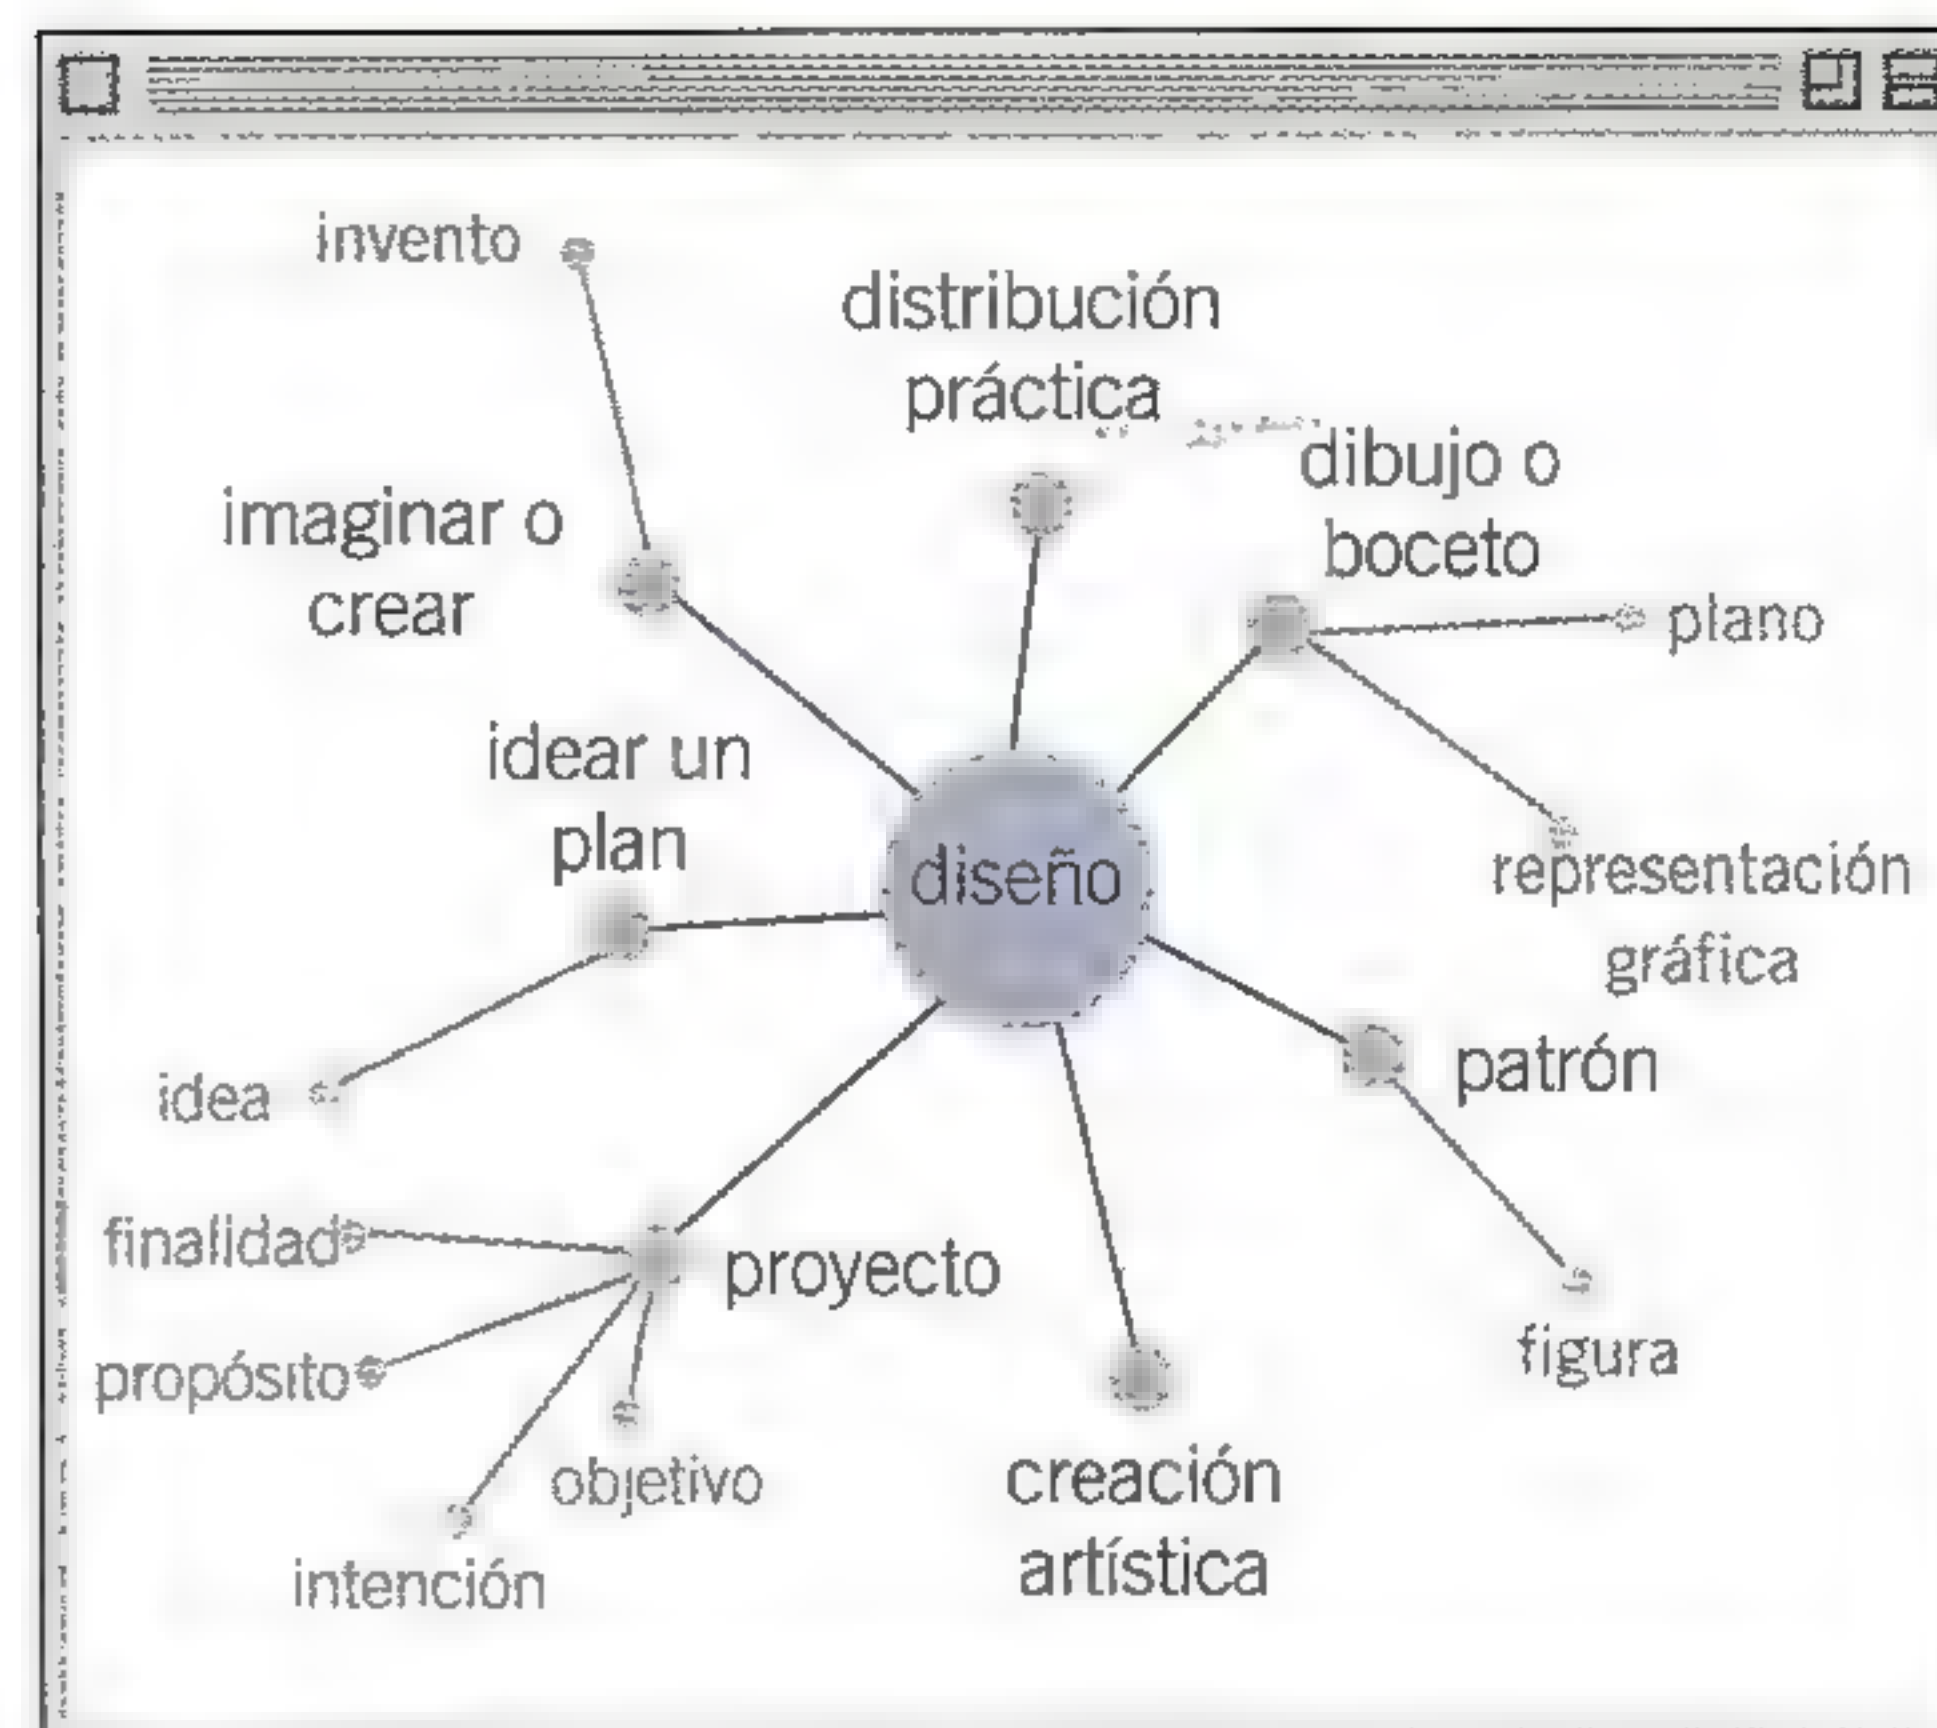 invento
distribución
práctica
dibujo o
boceto
imaginar o
crear
plano
idear un
plan
diseño
representación
gráfica
patrón
idea
finalidad
proyecto
propósito
figura
objetivo
creación
artística
intención